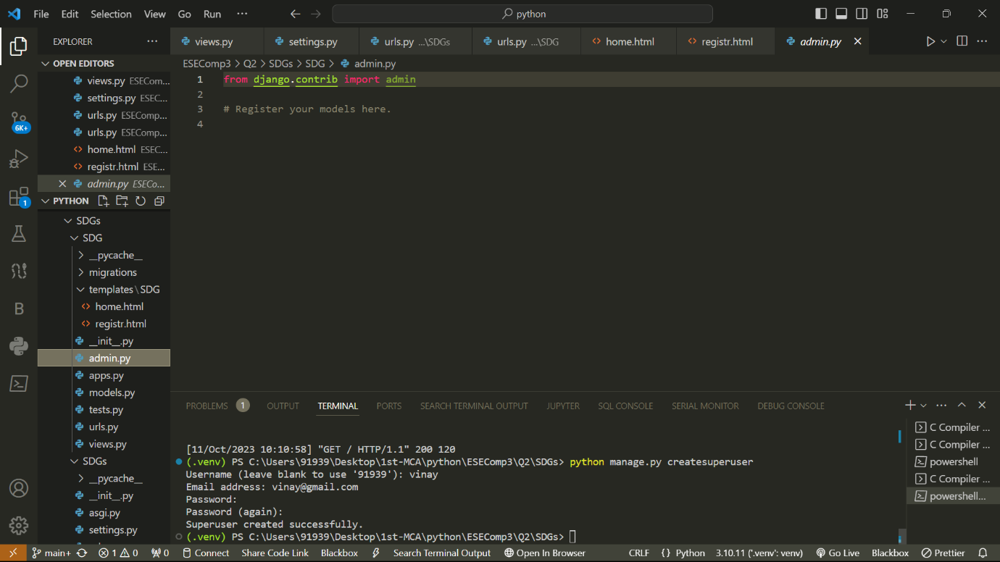 File Edit Selection View Go Run ··· python
EXPLORER ···
OPEN EDITORS
views.py ESECom...
settings.py ESEC...
urls.py ESEComp...
urls.py ESEComp...
home.html ESEC...
registr.html ESE...
admin.py ESECo...
PYTHON
SDGs
SDG
__pycache__
migrations
templates\SDG
home.html
registr.html
__init__.py
admin.py
apps.py
models.py
tests.py
urls.py
views.py
SDGs
__pycache__
__init__.py
asgi.py
settings.py
6K+
1
B
views.py settings.py urls.py ...\SDGs urls.py ...\SDG home.html registr.html admin.py
ESEComp3 > Q2 > SDGs > SDG > admin.py
1 from django.contrib import admin
2
3 # Register your models here.
4
PROBLEMS 1 OUTPUT TERMINAL PORTS SEARCH TERMINAL OUTPUT JUPYTER SQL CONSOLE SERIAL MONITOR DEBUG CONSOLE
[11/Oct/2023 10:10:58] "GET / HTTP/1.1" 200 120
(.venv) PS C:\Users\91939\Desktop\1st-MCA\python\ESEComp3\Q2\SDGs> python manage.py createsuperuser
Username (leave blank to use '91939'): vinay
Email address: vinay@gmail.com
Password:
Password (again):
Superuser created successfully.
(.venv) PS C:\Users\91939\Desktop\1st-MCA\python\ESEComp3\Q2\SDGs>
C Compiler ...
C Compiler ...
powershell
C Compiler ...
powershell...
main+ 1 0 0 Connect Share Code Link Blackbox Search Terminal Output Open In Browser CRLF {} Python 3.10.11 ('.venv': venv) Go Live Blackbox Prettier